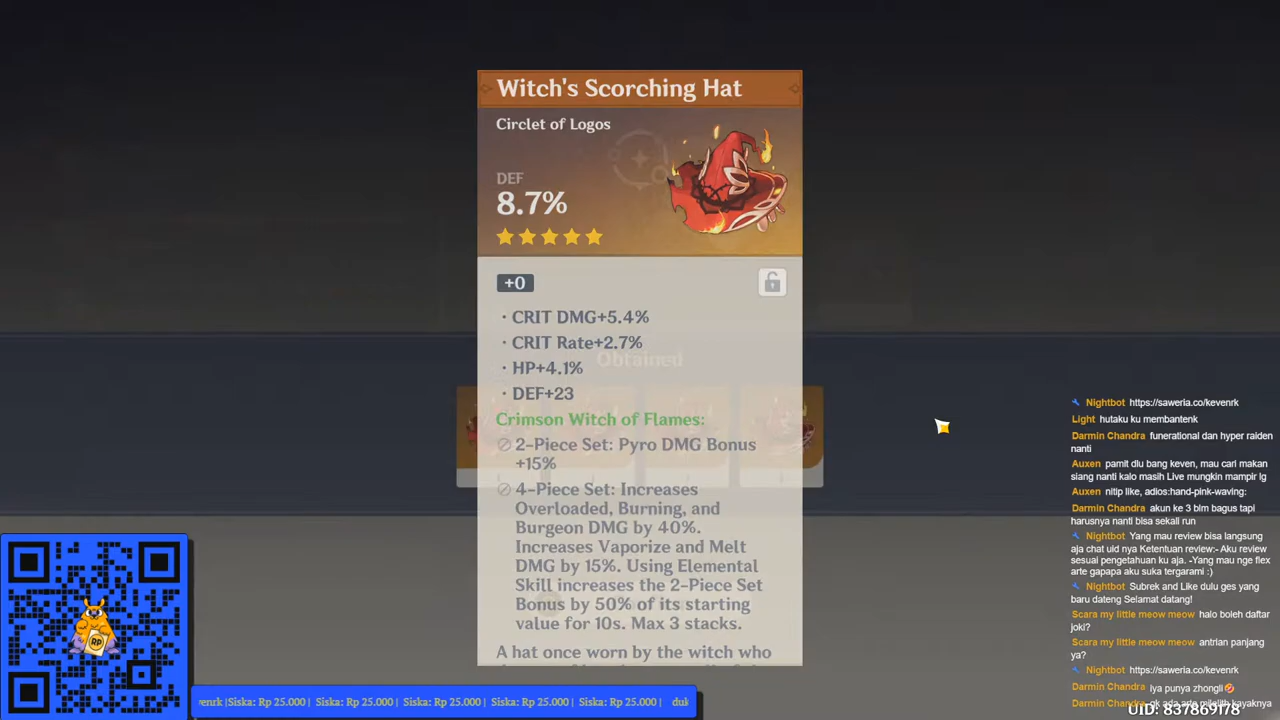 Witch's Scorching Hat
Circlet of Logos
DEF
8.7%
+0
· CRIT DMG+5.4%
· CRIT Rate+2.7%
· HP+4.1%
· DEF+23
Obtained
Crimson Witch of Flames:
2-Piece Set: Pyro DMG Bonus
+15%
4-Piece Set: Increases
Overloaded, Burning, and
Burgeon DMG by 40%.
Increases Vaporize and Melt
DMG by 15%. Using Elemental
Skill increases the 2-Piece Set
Bonus by 50% of its starting
value for 10s. Max 3 stacks.
A hat once worn by the witch who
Nightbot https://saweria.co/kevenrk
Light hutaku ku membantenk
Darmin Chandra funerational dan hyper raiden
nanti
Auxen pamit dlu bang keven, mau cari makan
siang nanti kalo masih Live mungkin mampir lg
Auxen nitip like, adios:hand-pink-waving:
Darmin Chandra akun ke 3 blm bagus tapi
harusnya nanti bisa sekali run
Nightbot Yang mau review bisa langsung
aja chat uid nya Ketentuan review:- Aku review
sesuai pengetahuan ku aja. -Yang mau nge flex
arte gapapa aku suka tergarami :)
Nightbot Subrek and Like dulu ges yang
baru dateng Selamat datang!
Scara my little meow meow halo boleh daftar
joki?
Scara my little meow meow antrian panjang
ya?
Nightbot https://saweria.co/kevenrk
Darmin Chandra Iya punya zhongli🤣
Darmin Chandra
UID: 837869178
RP
enrk |Siska: Rp 25.000 | Siska: Rp 25.000 | Siska: Rp 25.000 | Siska: Rp 25.000 | Siska: Rp 25.000 | duk